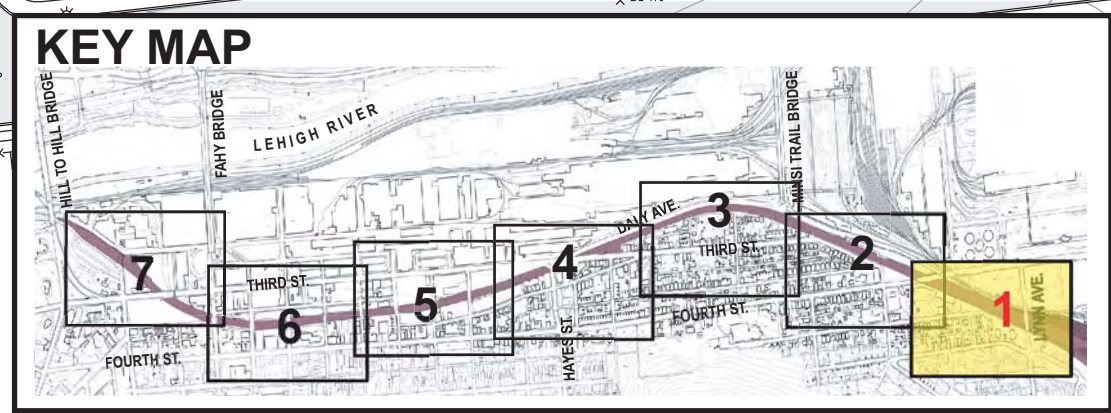 KEY MAP
HILL TO HILL BRIDGE
FAHY BRIDGE
LEHIGH RIVER
MINSI TRAIL BRIDGE
DALY AVE.
THIRD ST.
THIRD ST.
FOURTH ST.
FOURTH ST.
HAYES ST.
LYNN AVE.
7
6
5
4
3
2
1